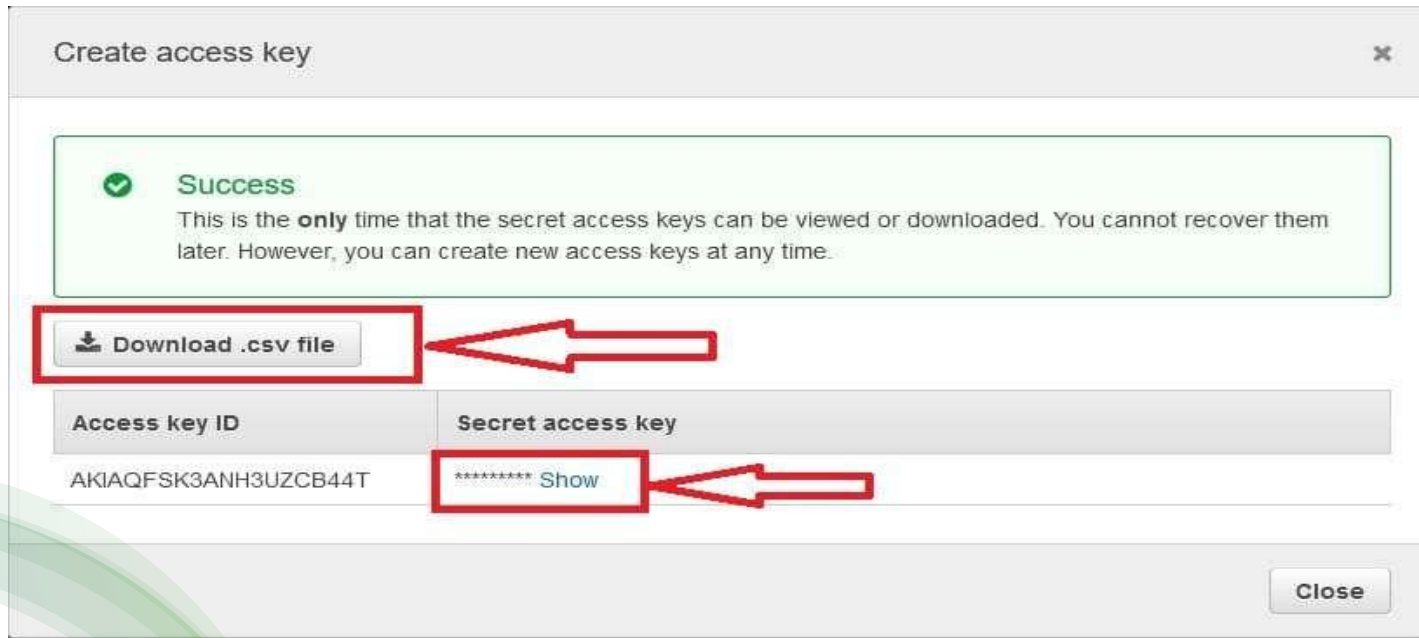 Create access key
Success
This is the only time that the secret access keys can be viewed or downloaded. You cannot recover them
later. However, you can create new access keys at any time.
Download .csv file
Access key ID Secret access key
AKIAQFSK3ANH3UZCB44T ********* Show
Close